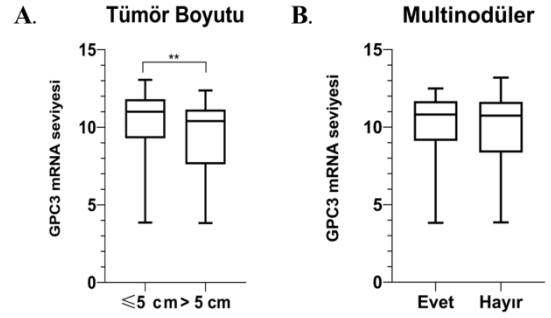 A.
Tümör Boyutu
GPC3 mRNA seviyesi
15
10
5
0
**
≤5 cm
> 5 cm
B.
Multinodüler
GPC3 mRNA seviyesi
15
10
5
0
Evet
Hayır